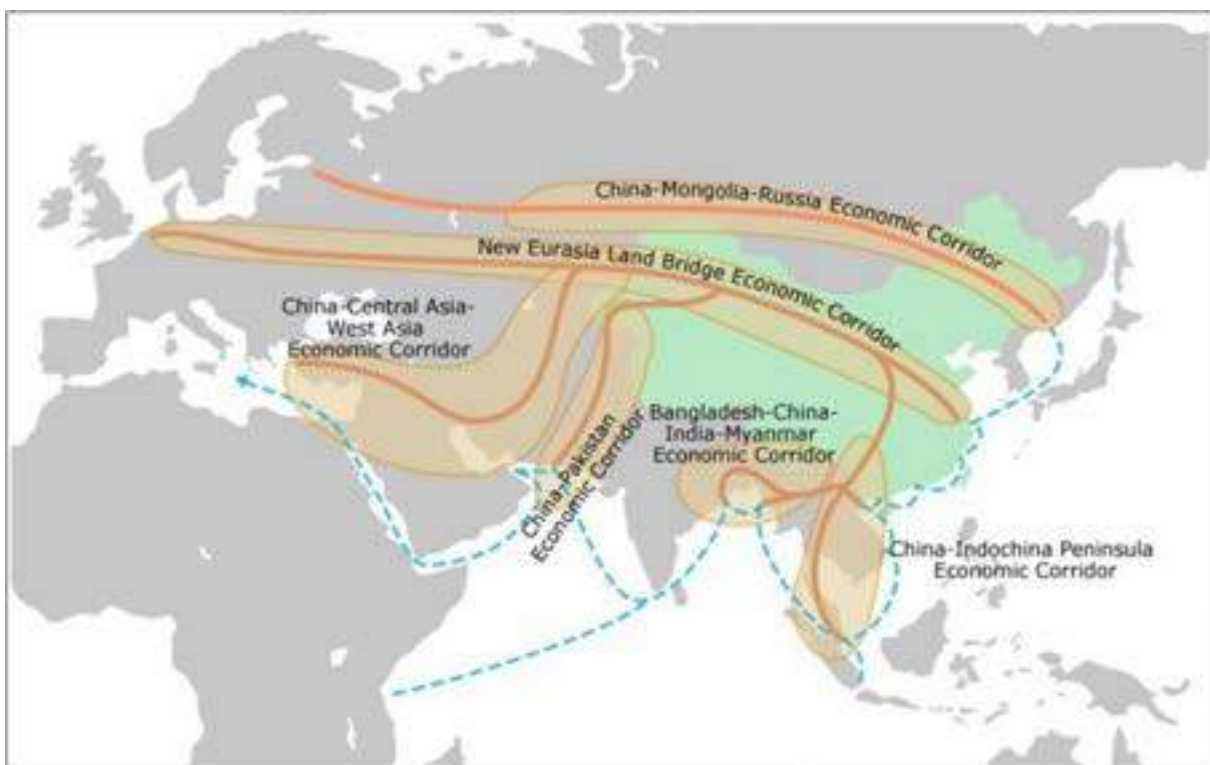 China-Mongolia-Russia Economic Corridor
New Eurasia Land Bridge Economic Corridor
China-Central Asia-
West Asia
Economic Corridor
China-Pakistan
Economic Corridor
Bangladesh-China-
India-Myanmar
Economic Corridor
China-Indochina Peninsula
Economic Corridor